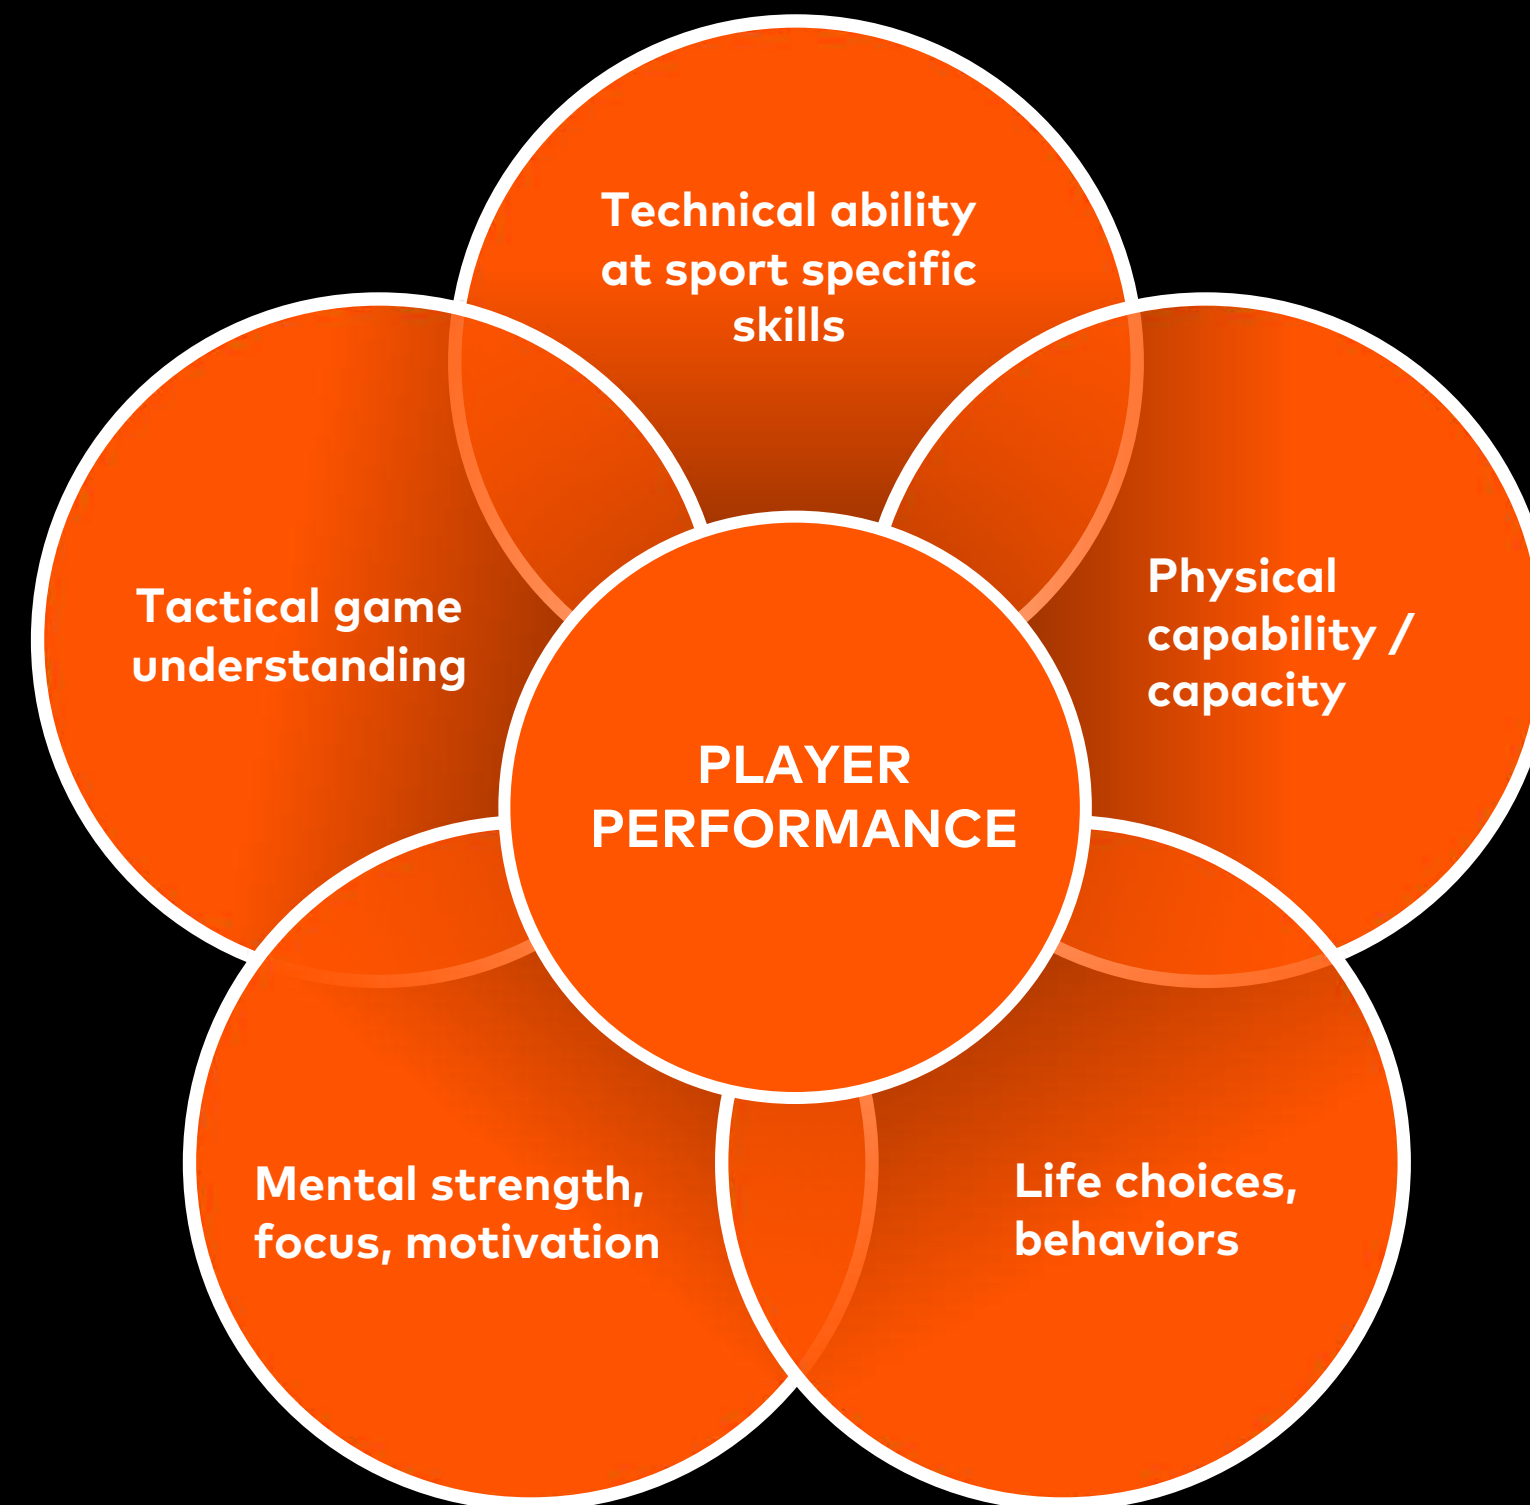 Technical ability
at sport specific
skills
Tactical game
understanding
Physical
capability /
capacity
PLAYER
PERFORMANCE
Mental strength,
focus, motivation
Life choices,
behaviors